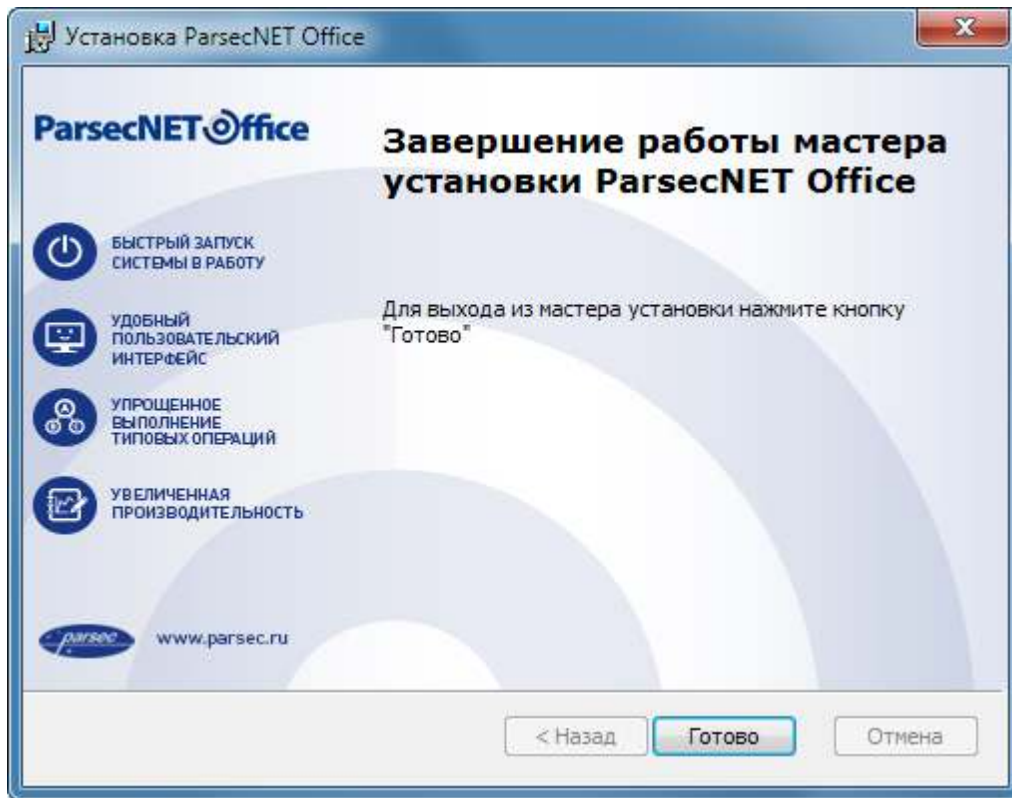 Установка ParsecNET Office
ParsecNET Office
Завершение работы мастера
установки ParsecNET Office
БЫСТРЫЙ ЗАПУСК
СИСТЕМЫ В РАБОТУ
УДОБНЫЙ
ПОЛЬЗОВАТЕЛЬСКИЙ
ИНТЕРФЕЙС
УПРОЩЕННОЕ
ВЫПОЛНЕНИЕ
ТИПОВЫХ ОПЕРАЦИЙ
УВЕЛИЧЕННАЯ
ПРОИЗВОДИТЕЛЬНОСТЬ
Для выхода из мастера установки нажмите кнопку
"Готово"
parsec www.parsec.ru
< Назад Готово Отмена